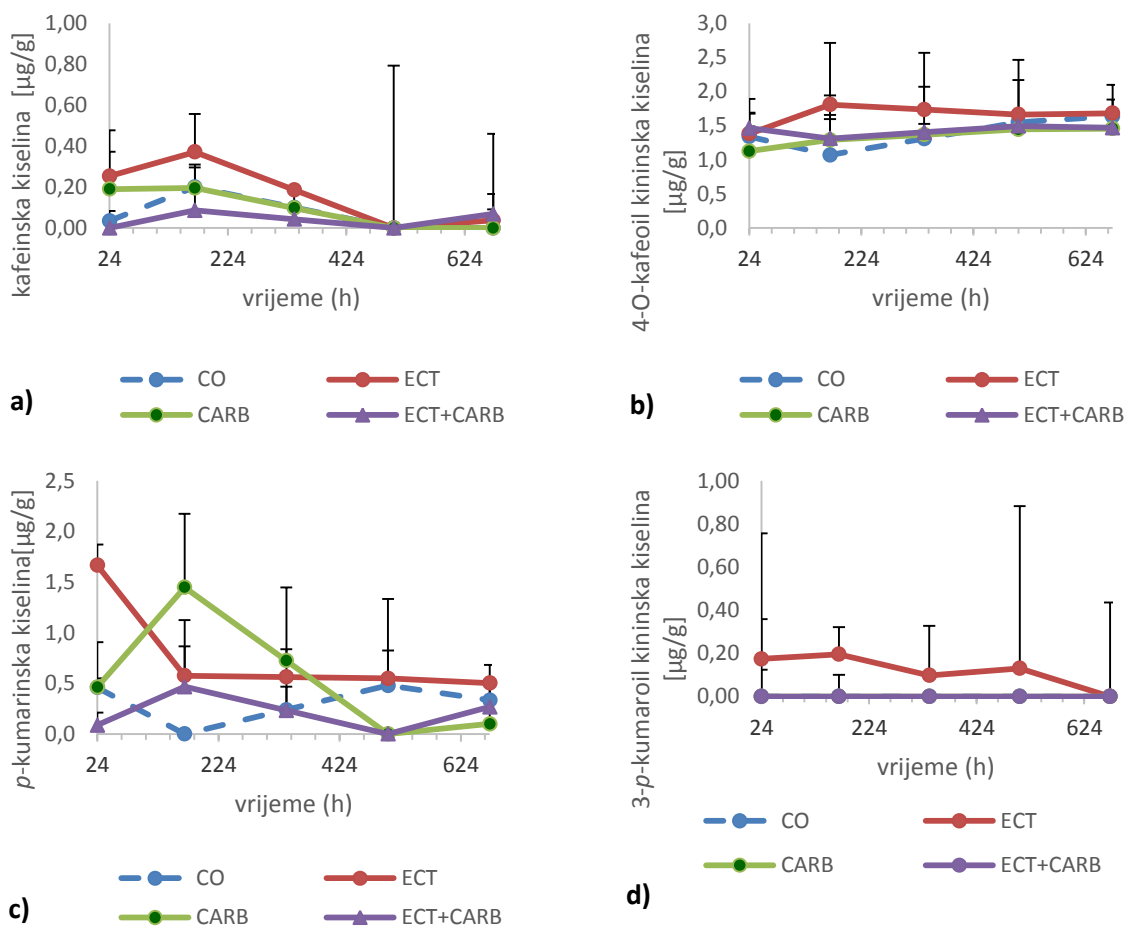 kafeinska kiselina [µg/g]
1,00
0,80
0,60
0,40
0,20
0,00
24 224 424 624
vrijeme (h)
CO ECT
CARB ECT+CARB
a)
4-O-kafeoil kininska kiselina
[µg/g]
3,0
2,5
2,0
1,5
1,0
0,5
0,0
24 224 424 624
vrijeme (h)
CO ECT
CARB ECT+CARB
b)
p-kumarinska kiselina[µg/g]
2,5
2,0
1,5
1,0
0,5
0,0
24 224 424 624
vrijeme (h)
CO ECT
CARB ECT+CARB
c)
3-p-kumaroil kininska kiselina
[µg/g]
1,00
0,80
0,60
0,40
0,20
0,00
24 224 424 624
vrijeme (h)
CO ECT
CARB ECT+CARB
d)